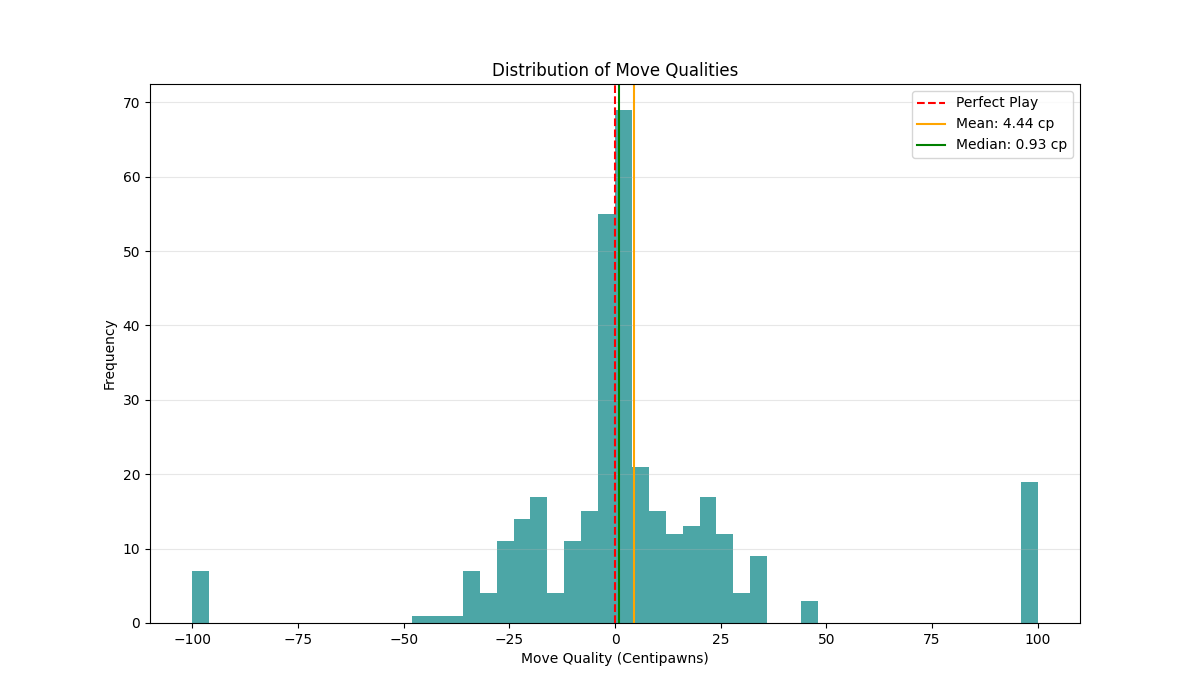 Distribution of Move Qualities
Perfect Play
Mean: 4.44 cp
Median: 0.93 cp
70
60
50
40
30
20
10
0
Frequency
−100
−75
−50
−25
0
25
50
75
100
Move Quality (Centipawns)